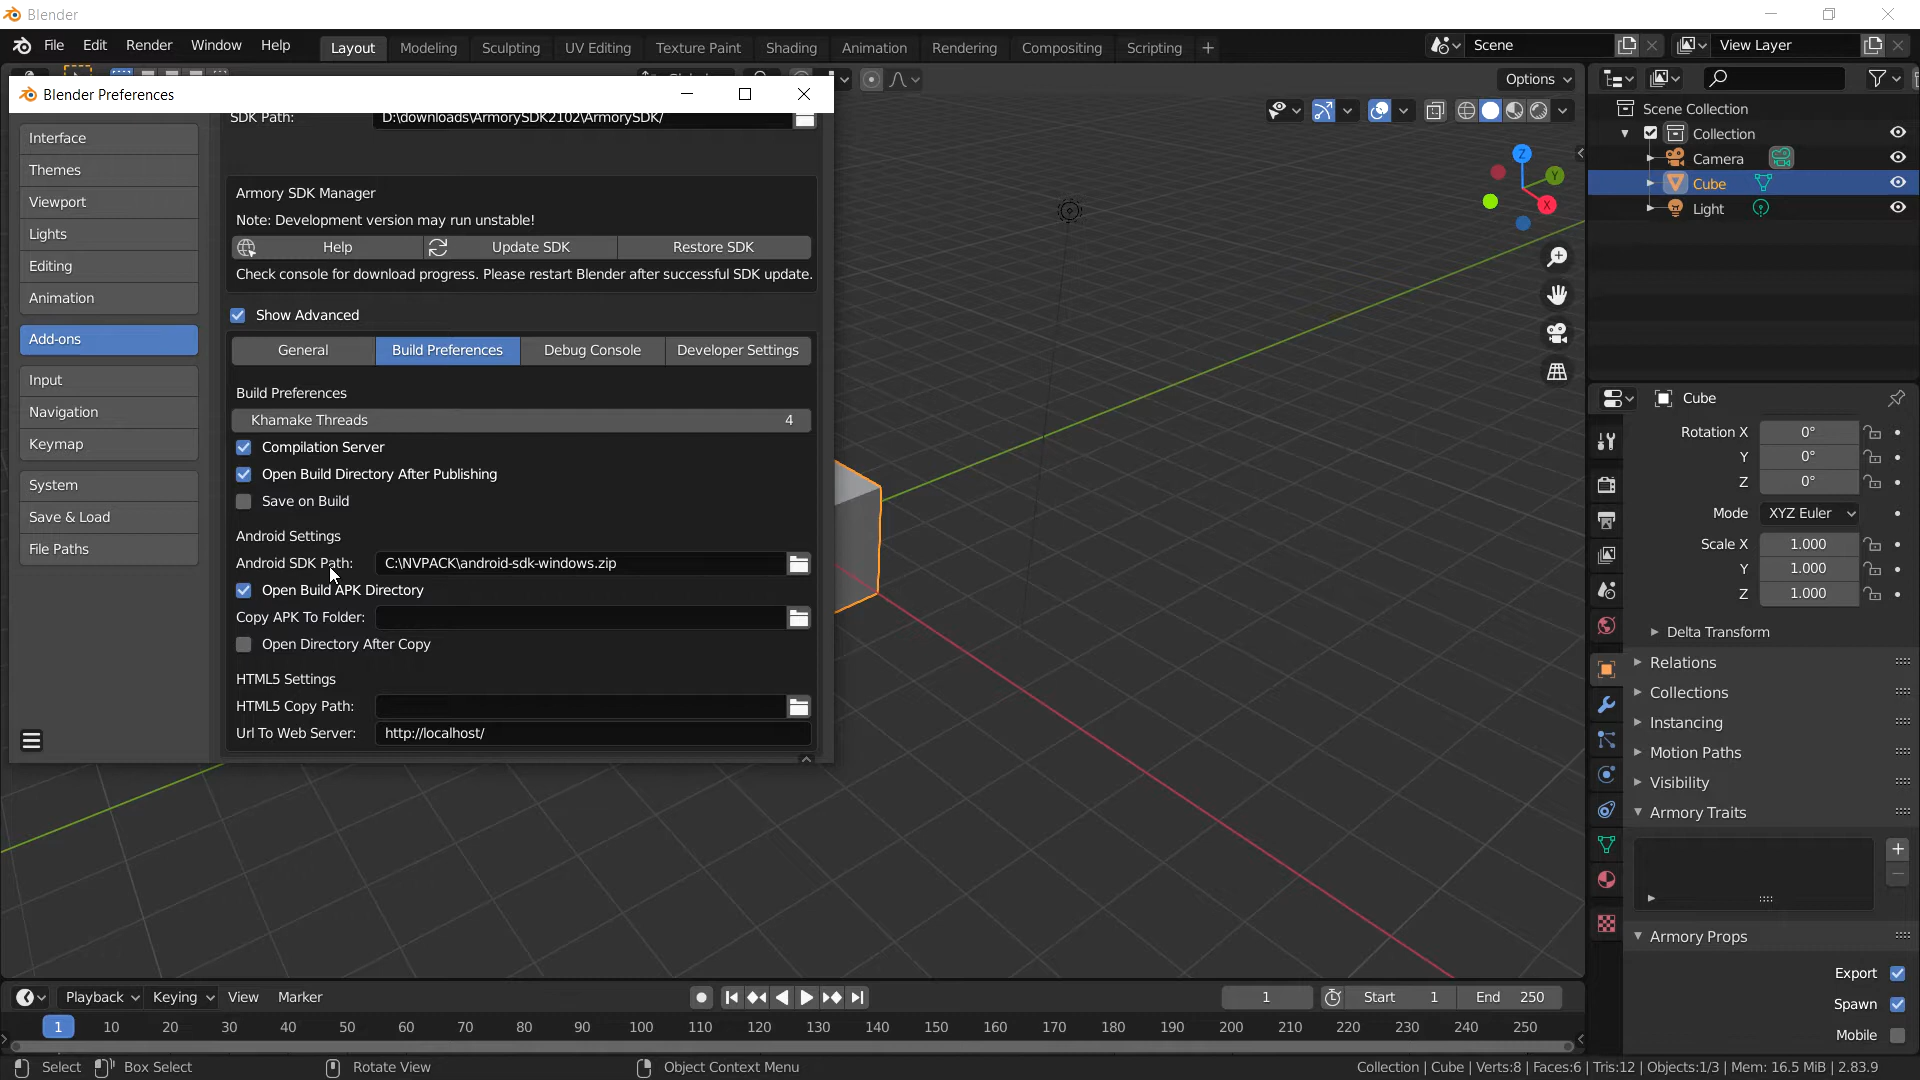 Blender
File Edit Render Window Help Layout Modeling Sculpting UV Editing Texture Paint Shading Animation Rendering Compositing Scripting + Scene View Layer
Options
Blender Preferences
Interface
Themes
Viewport
Lights
Editing
Animation
Add-ons
Input
Navigation
Keymap
System
Save & Load
File Paths
SDK Path: D:\downloads\ArmorySDK2102\ArmorySDK/
Armory SDK Manager
Note: Development version may run unstable!
Help Update SDK Restore SDK
Check console for download progress. Please restart Blender after successful SDK update.
Show Advanced
General Build Preferences Debug Console Developer Settings
Build Preferences
Khamake Threads 4
Compilation Server
Open Build Directory After Publishing
Save on Build
Android Settings
Android SDK Path: C:\NVPACK\android-sdk-windows.zip
Open Build APK Directory
Copy APK To Folder:
Open Directory After Copy
HTML5 Settings
HTML5 Copy Path:
Url To Web Server: http://localhost/
Z
Y
X
Scene Collection
Collection
Camera
Cube
Light
Cube
Rotation X 0°
Y 0°
Z 0°
Mode XYZ Euler
Scale X 1.000
Y 1.000
Z 1.000
Delta Transform
Relations
Collections
Instancing
Motion Paths
Visibility
Armory Traits
Armory Props
Export
Spawn
Mobile
Playback Keying View Marker 1 Start 1 End 250
1 10 20 30 40 50 60 70 80 90 100 110 120 130 140 150 160 170 180 190 200 210 220 230 240 250
Select Box Select Rotate View Object Context Menu Collection | Cube | Verts:8 | Faces:6 | Tris:12 | Objects:1/3 | Mem: 16.5 MiB | 2.83.9